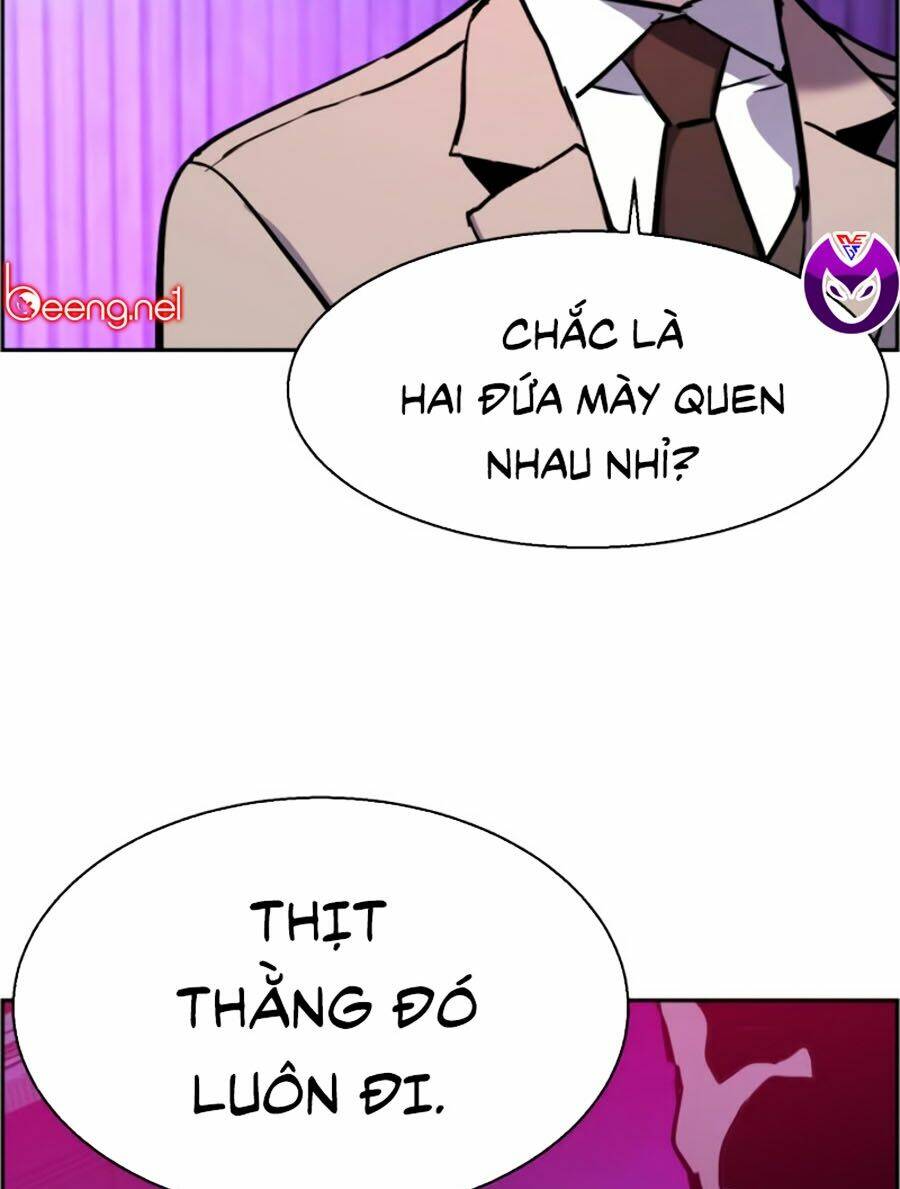 beeng.net
CHẮC LÀ
HAI ĐỨA MÀY QUEN
NHAU NHỈ?
THỊT
THẰNG ĐÓ
LUÔN ĐI.